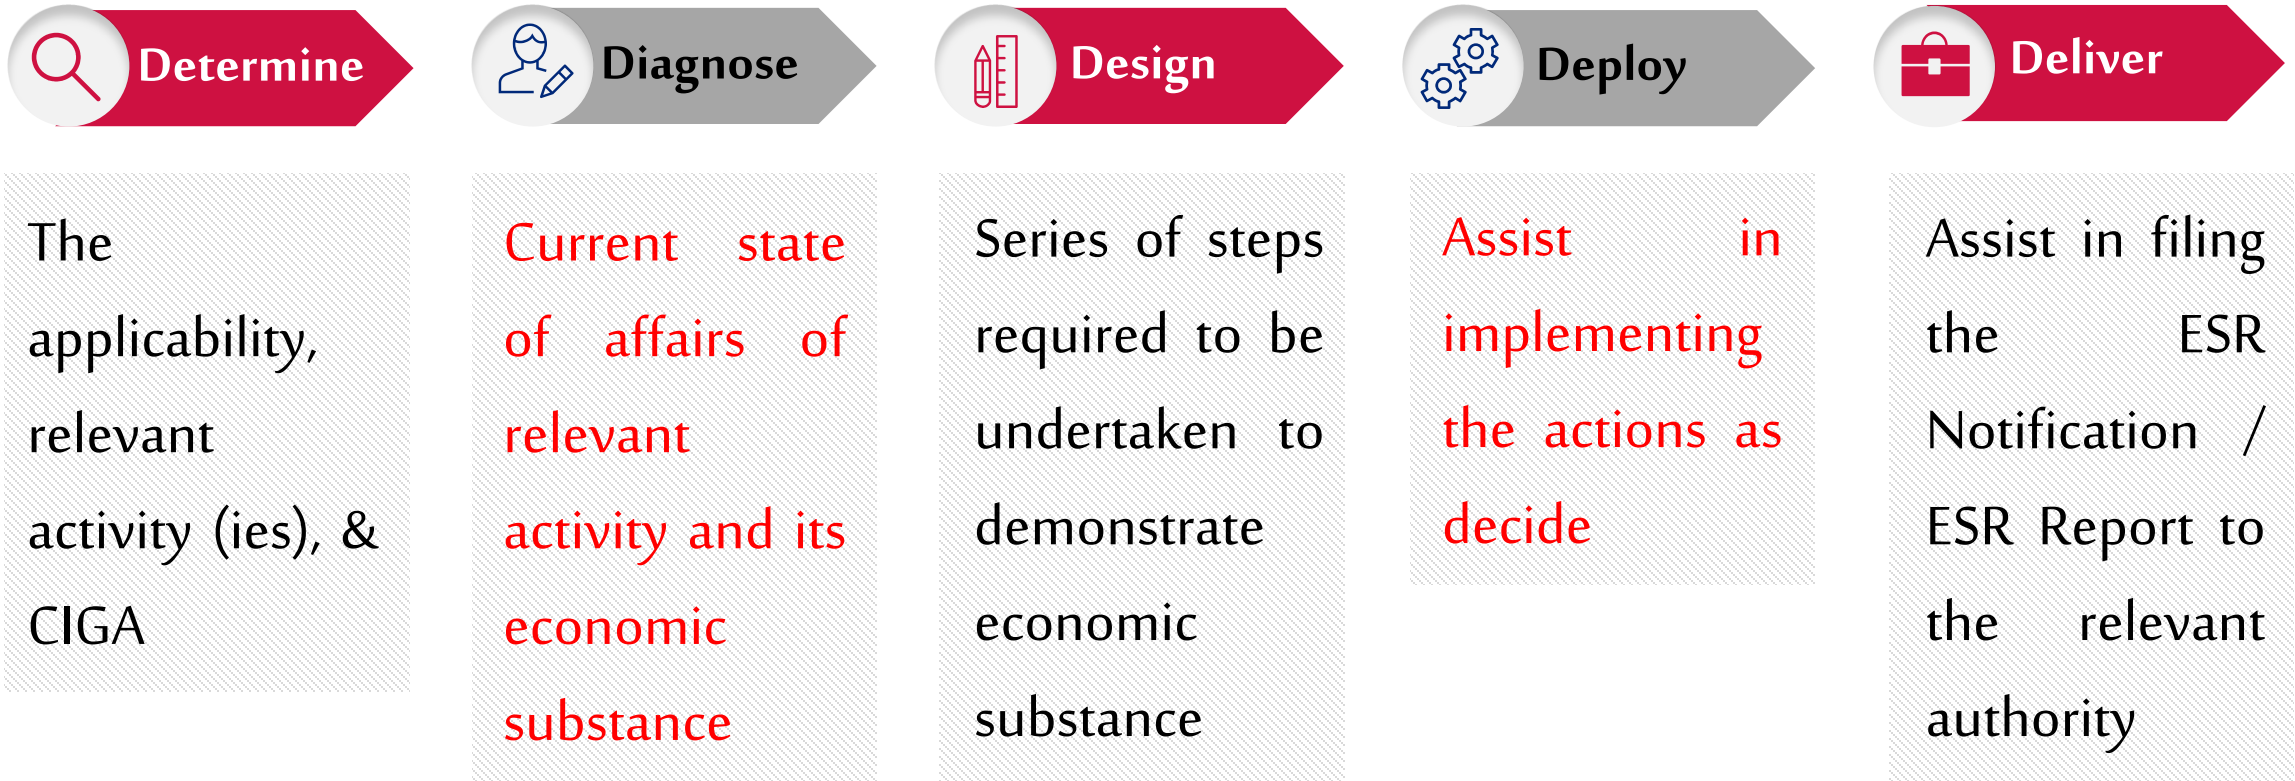 Determine
The
applicability,
relevant
activity (ies), &
CIGA
Diagnose
Current state
of affairs of
relevant
activity and its
economic
substance
Design
Series of steps
required to be
undertaken to
demonstrate
economic
substance
Deploy
Assist in
implementing
the actions as
decide
Deliver
Assist in filing
the ESR
Notification /
ESR Report to
the relevant
authority